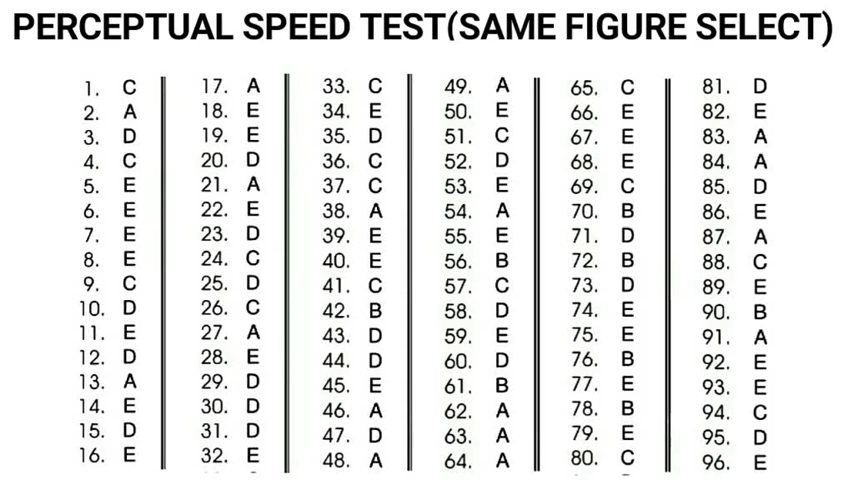 PERCEPTUAL SPEED TEST(SAME FIGURE SELECT)
1. C
2. A
3. D
4. C
5. E
6. E
7. E
8. E
9. C
10. D
11. E
12. D
13. A
14. E
15. D
16. E
17. A
18. E
19. E
20. D
21. A
22. E
23. D
24. C
25. D
26. C
27. A
28. E
29. D
30. D
31. D
32. E
33. C
34. E
35. D
36. C
37. C
38. A
39. E
40. E
41. C
42. B
43. D
44. D
45. E
46. A
47. D
48. A
49. A
50. E
51. C
52. D
53. E
54. A
55. E
56. B
57. C
58. D
59. E
60. D
61. B
62. A
63. A
64. A
65. C
66. E
67. E
68. E
69. C
70. B
71. D
72. B
73. D
74. E
75. E
76. B
77. E
78. B
79. E
80. C
81. D
82. E
83. A
84. A
85. D
86. E
87. A
88. C
89. E
90. B
91. A
92. E
93. E
94. C
95. D
96. E